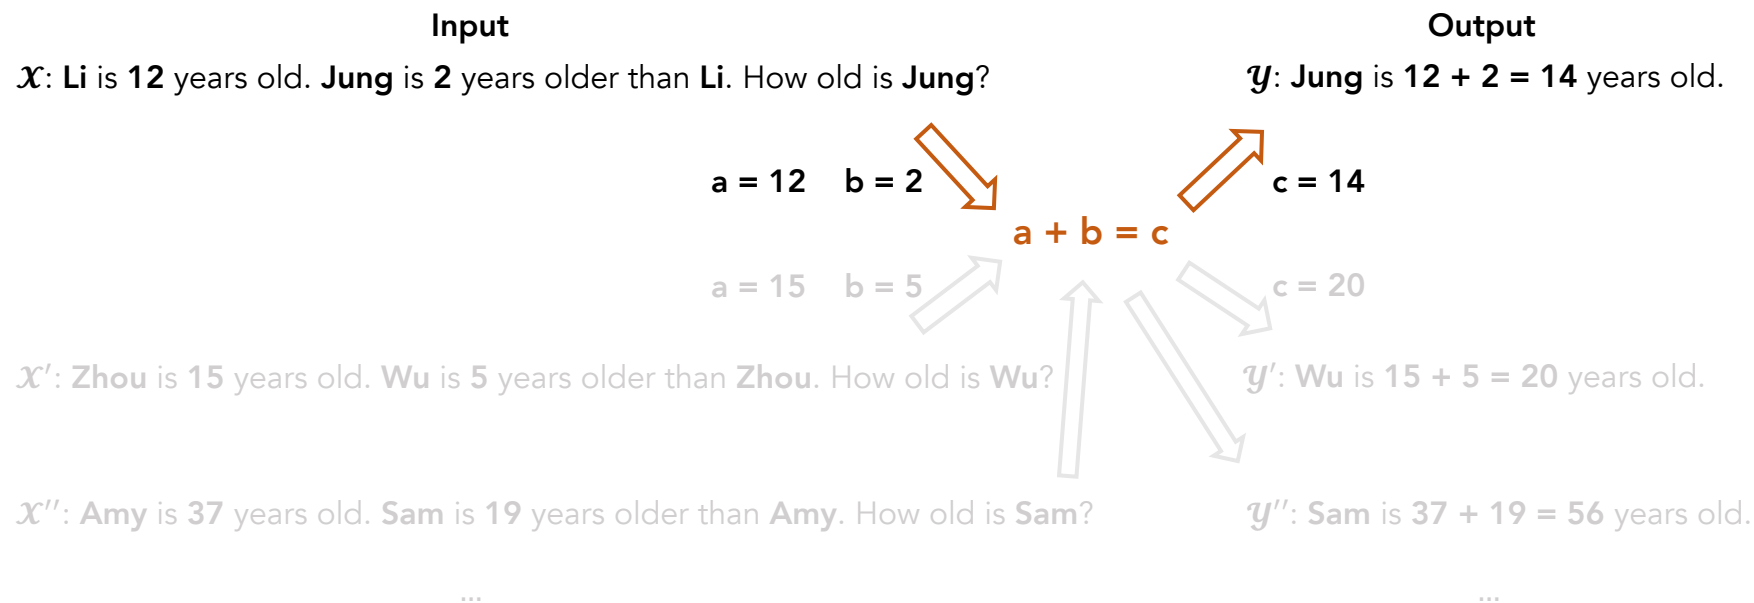 Input Output
𝒳: Li is 12 years old. Jung is 2 years older than Li. How old is Jung? 𝒴: Jung is 12 + 2 = 14 years old.
a = 12 b = 2 c = 14
a + b = c
a = 15 b = 5 c = 20
𝒳′: Zhou is 15 years old. Wu is 5 years older than Zhou. How old is Wu? 𝒴′: Wu is 15 + 5 = 20 years old.
𝒳′′: Amy is 37 years old. Sam is 19 years older than Amy. How old is Sam? 𝒴′′: Sam is 37 + 19 = 56 years old.
... ...